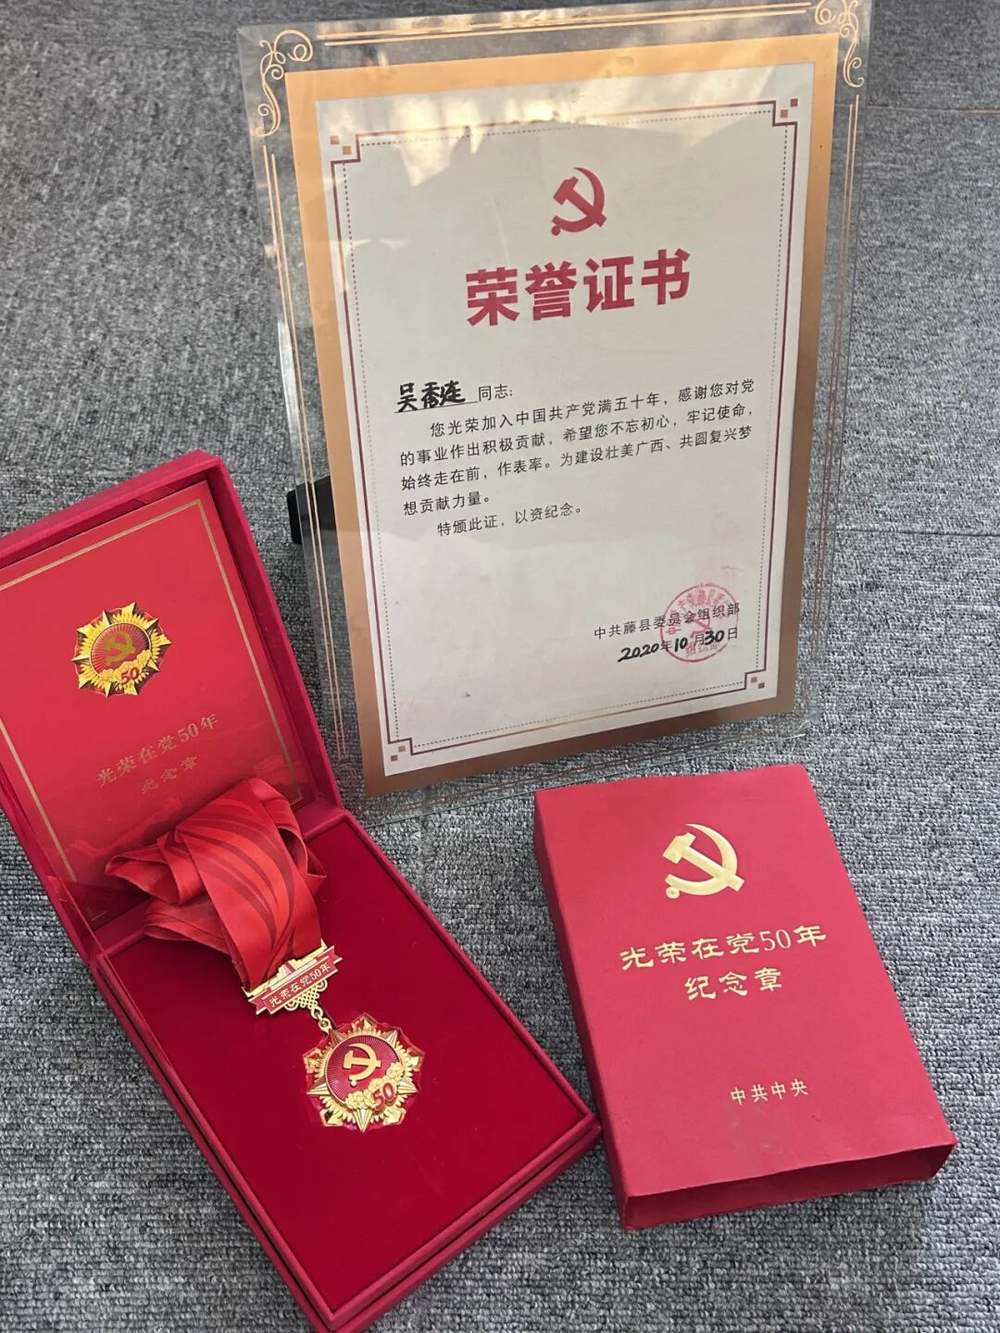 荣誉证书
吴秀连 同志：
您光荣加入中国共产党满五十年，感谢您对党
的事业作出积极贡献，希望您不忘初心，牢记使命，
始终走在前，作表率。为建设壮美广西、共圆复兴梦
想贡献力量。
特颁此证，以资纪念。
中共藤县委员会组织部
2020年10月30日
50
光荣在党50年
纪念章
光荣在党50年
50
光荣在党50年
纪念章
中共中央